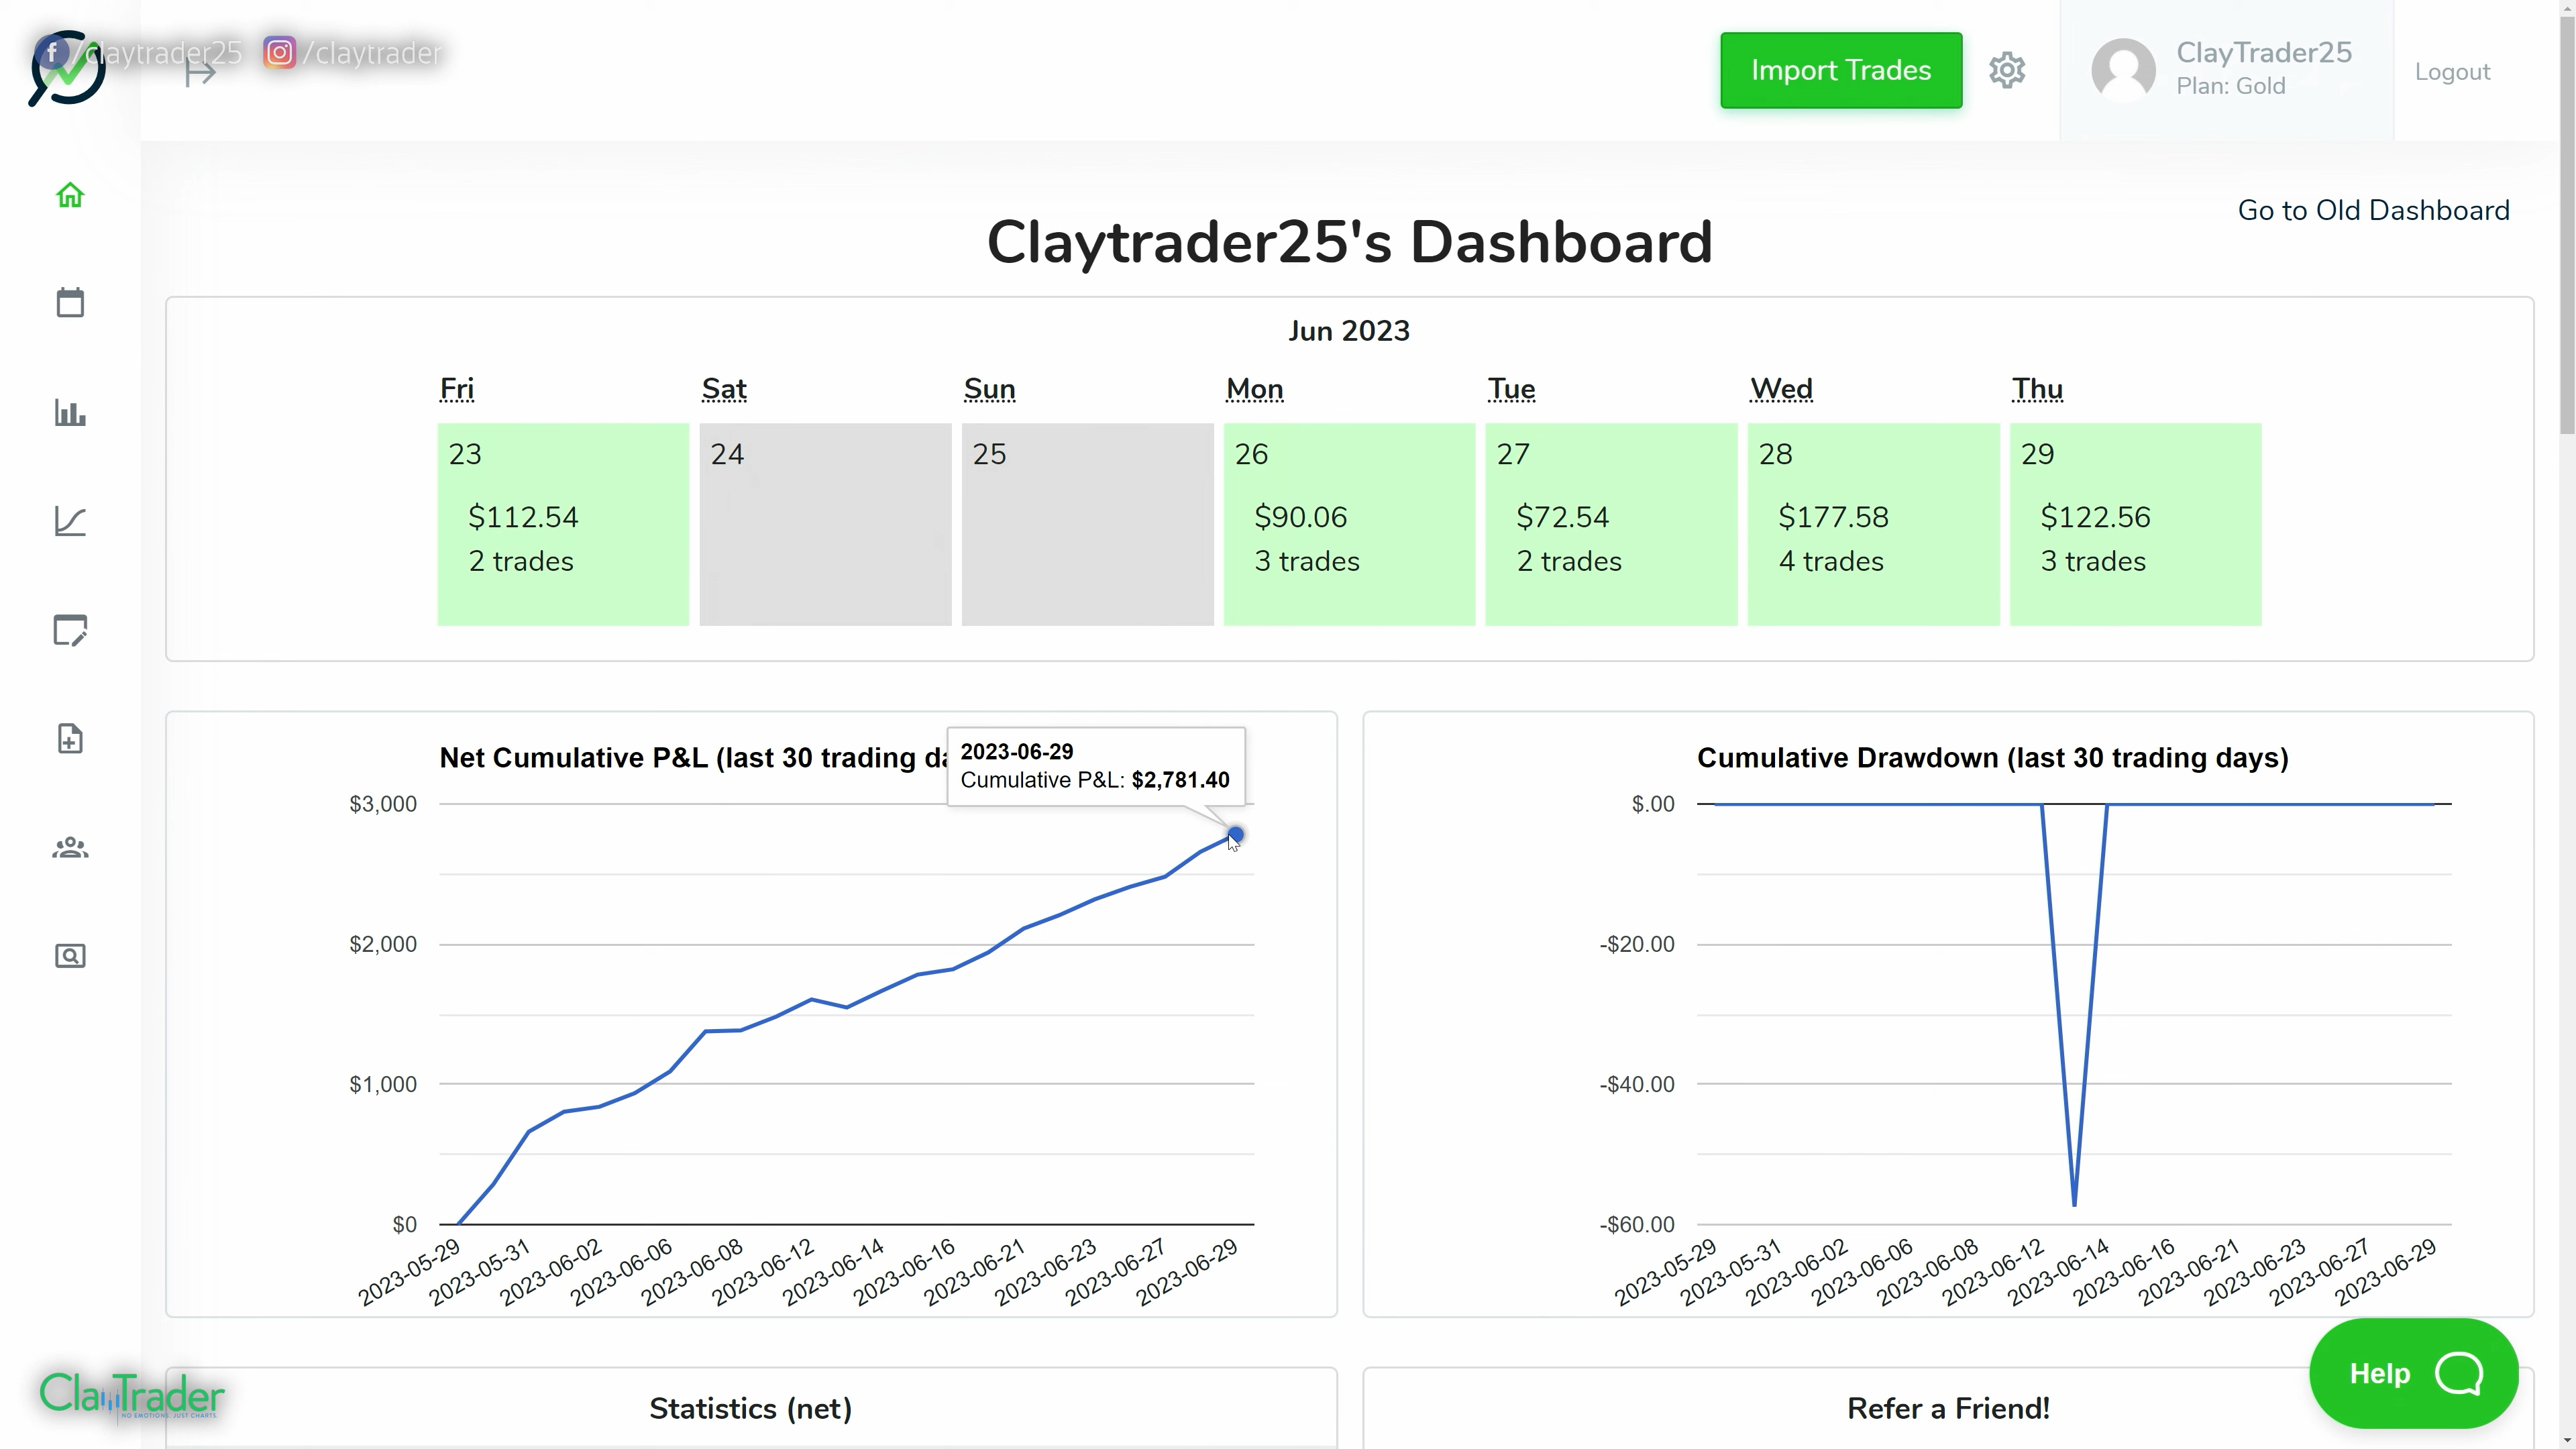 /claytrader25 /claytrader
Import Trades
ClayTrader25
Plan: Gold
Logout
Go to Old Dashboard
Claytrader25's Dashboard
Jun 2023
Fri Sat Sun Mon Tue Wed Thu
23 24 25 26 27 28 29
$112.54 $90.06 $72.54 $177.58 $122.56
2 trades 3 trades 2 trades 4 trades 3 trades
Net Cumulative P&L (last 30 trading da
2023-06-29
Cumulative P&L: $2,781.40
$3,000
$2,000
$1,000
$0
2023-05-29 2023-05-31 2023-06-02 2023-06-06 2023-06-08 2023-06-12 2023-06-14 2023-06-16 2023-06-21 2023-06-23 2023-06-27 2023-06-29
Cumulative Drawdown (last 30 trading days)
$.00
-$20.00
-$40.00
-$60.00
2023-05-29 2023-05-31 2023-06-02 2023-06-06 2023-06-08 2023-06-12 2023-06-14 2023-06-16 2023-06-21 2023-06-23 2023-06-27 2023-06-29
Statistics (net)
Refer a Friend!
Help
ClayTrader
NO EMOTIONS. JUST CHARTS.